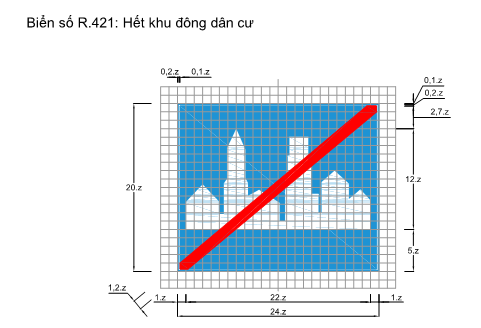 Biển số R.421: Hết khu đông dân cư
0,2.z 0,1.z
0,1.z
0,2.z
2,7.z
20.z
12.z
5.z
1,2.z
1.z 22.z 1.z
24.z